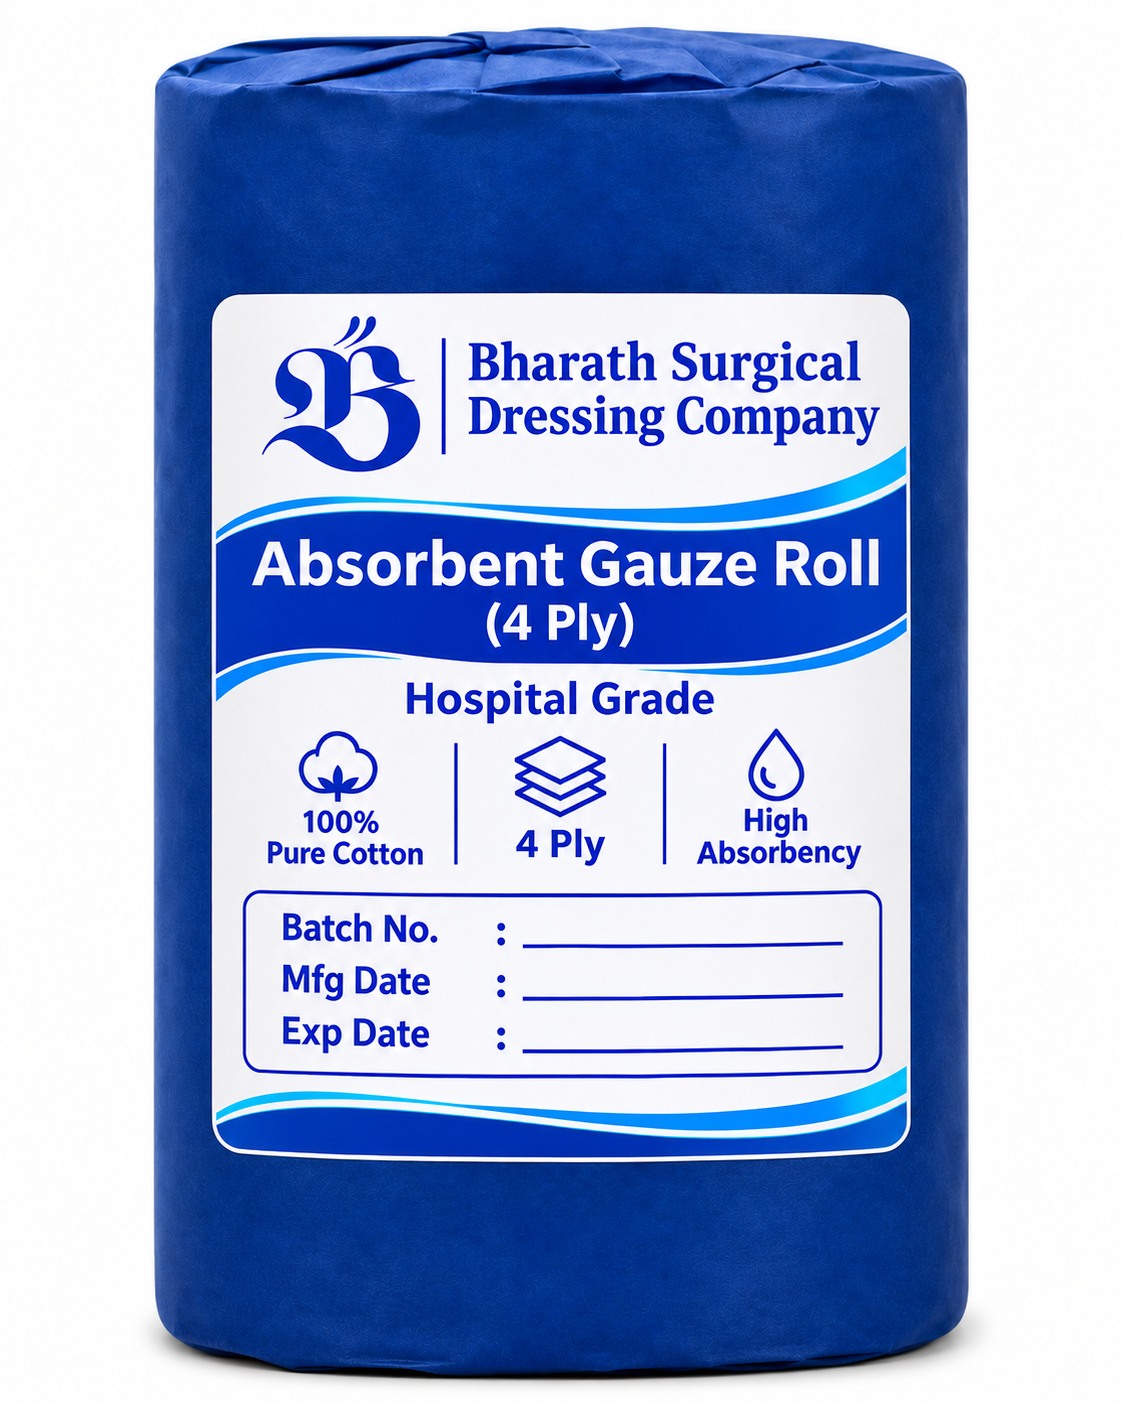 B
Bharath Surgical
Dressing Company
Absorbent Gauze Roll
(4 Ply)
Hospital Grade
100%
Pure Cotton
4 Ply
High
Absorbency
Batch No. :
Mfg Date :
Exp Date :